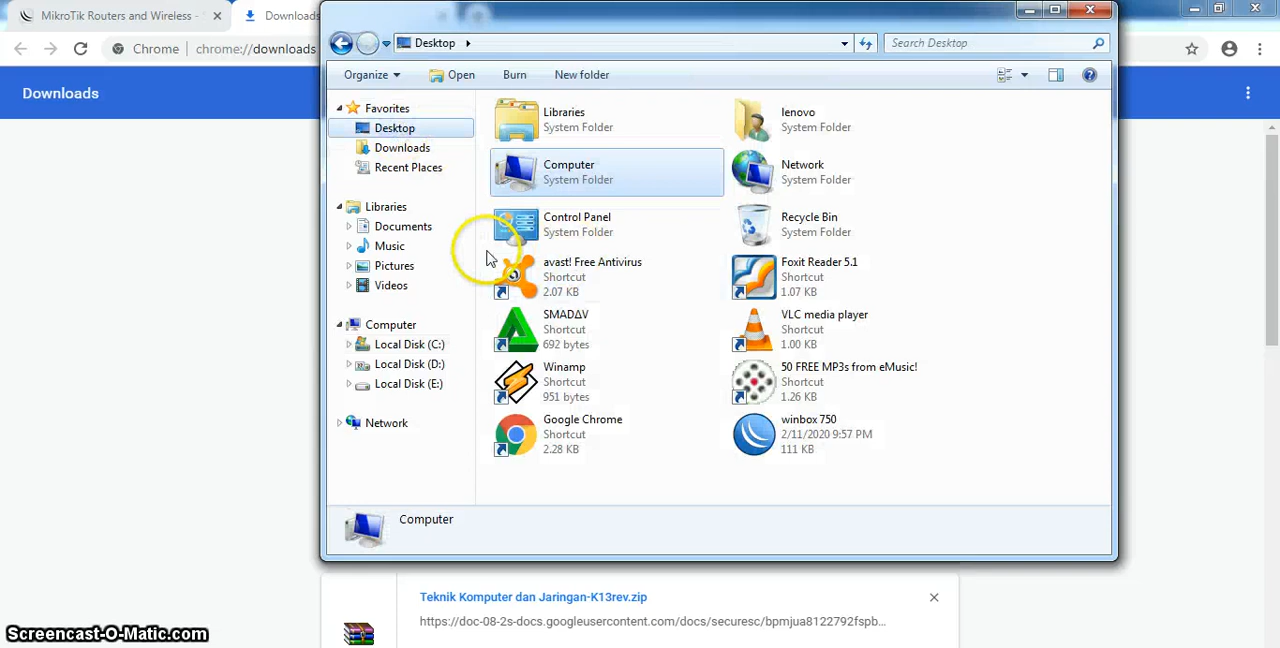 MikroTik Routers and Wireless -
Downloads
Chrome
chrome://downloads
Downloads
Desktop
Search Desktop
Organize
Open
Burn
New folder
Favorites
Desktop
Downloads
Recent Places
Libraries
Documents
Music
Pictures
Videos
Computer
Local Disk (C:)
Local Disk (D:)
Local Disk (E:)
Network
Libraries
System Folder
lenovo
System Folder
Computer
System Folder
Network
System Folder
Control Panel
System Folder
Recycle Bin
System Folder
avast! Free Antivirus
Shortcut
2.07 KB
Foxit Reader 5.1
Shortcut
1.07 KB
SMADΔV
Shortcut
692 bytes
VLC media player
Shortcut
1.00 KB
Winamp
Shortcut
951 bytes
50 FREE MP3s from eMusic!
Shortcut
1.26 KB
Google Chrome
Shortcut
2.28 KB
winbox 750
2/11/2020 9:57 PM
111 KB
Computer
Teknik Komputer dan Jaringan-K13rev.zip
https://doc-08-2s-docs.googleusercontent.com/docs/securesc/bpmjua8122792fspb...
Screencast-O-Matic.com